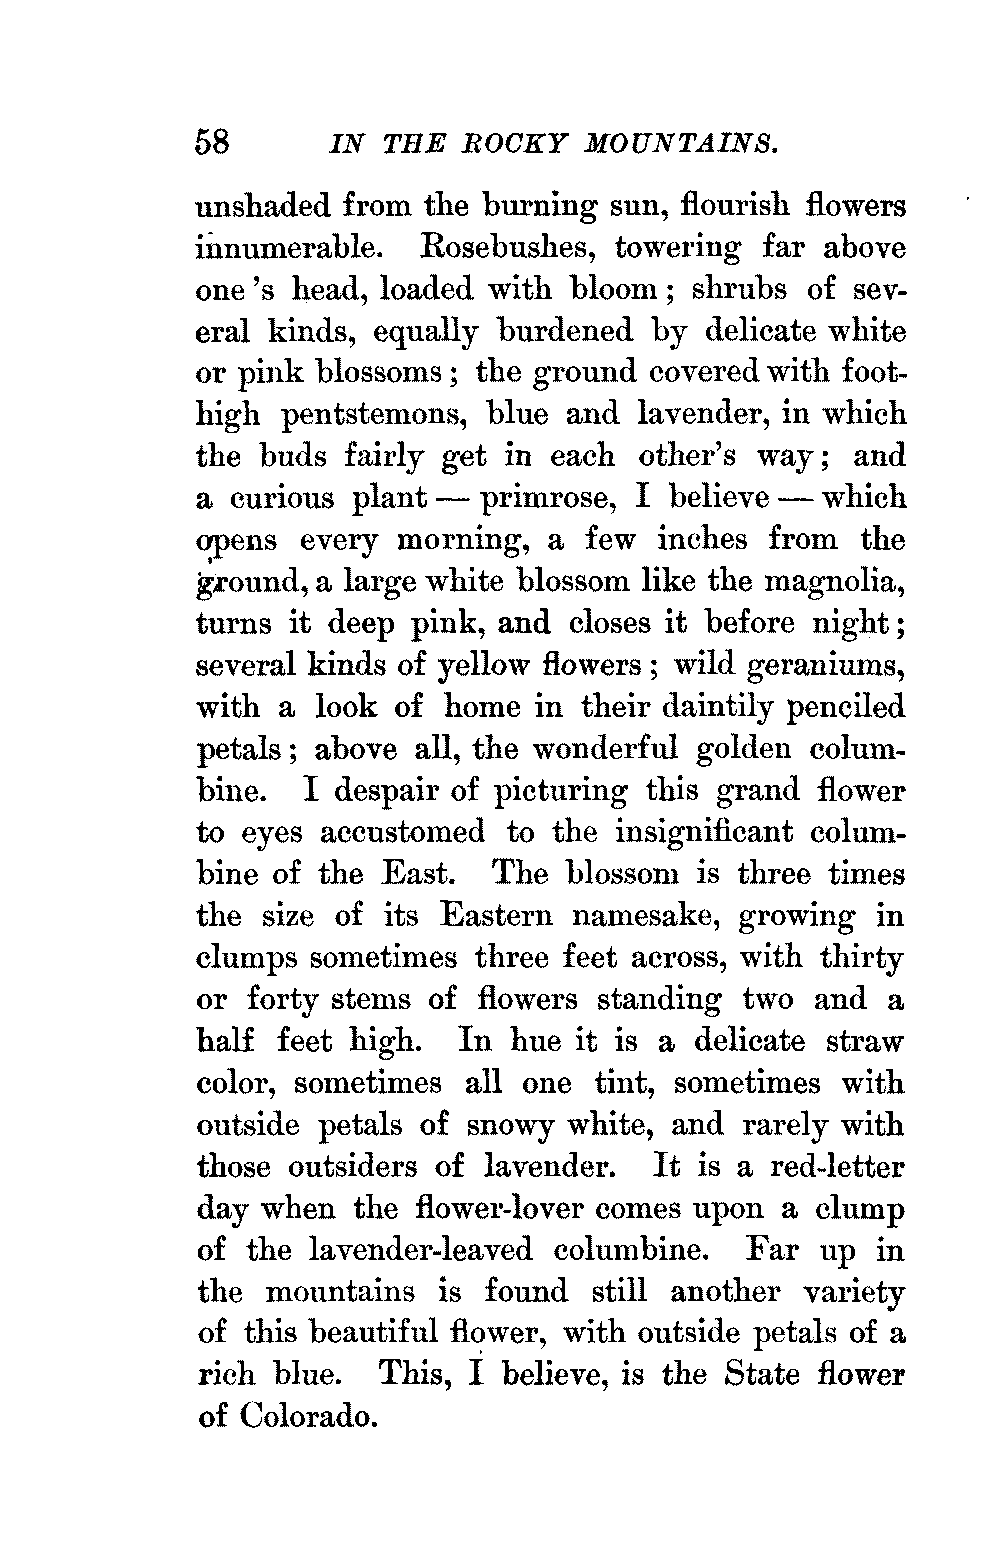 58 IN THE ROCKY MOUNTAINS.
unshaded from the burning sun, flourish flowers
innumerable. Rosebushes, towering far above
one 's head, loaded with bloom; shrubs of sev-
eral kinds, equally burdened by delicate white
or pink blossoms; the ground covered with foot-
high pentstemons, blue and lavender, in which
the buds fairly get in each other's way; and
a curious plant — primrose, I believe — which
opens every morning, a few inches from the
ground, a large white blossom like the magnolia,
turns it deep pink, and closes it before night;
several kinds of yellow flowers; wild geraniums,
with a look of home in their daintily penciled
petals; above all, the wonderful golden colum-
bine. I despair of picturing this grand flower
to eyes accustomed to the insignificant colum-
bine of the East. The blossom is three times
the size of its Eastern namesake, growing in
clumps sometimes three feet across, with thirty
or forty stems of flowers standing two and a
half feet high. In hue it is a delicate straw
color, sometimes all one tint, sometimes with
outside petals of snowy white, and rarely with
those outsiders of lavender. It is a red-letter
day when the flower-lover comes upon a clump
of the lavender-leaved columbine. Far up in
the mountains is found still another variety
of this beautiful flower, with outside petals of a
rich blue. This, I believe, is the State flower
of Colorado.